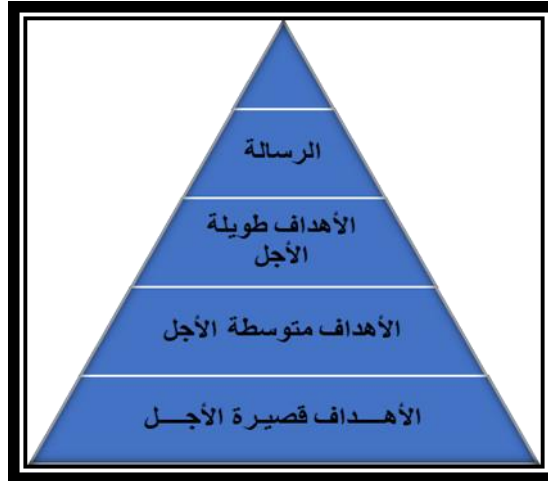 الرسالة
الأهداف طويلة
الأجل
الأهداف متوسطة الأجل
الأهـــداف قصيـرة الأجـــل